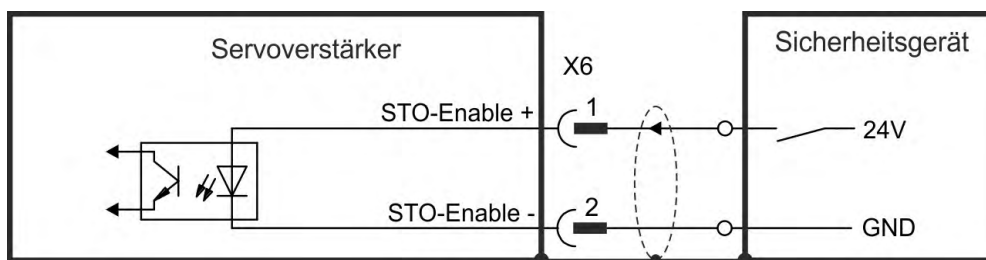 Servoverstärker
Sicherheitsgerät
X6
STO-Enable +
1
24V
STO-Enable -
2
GND